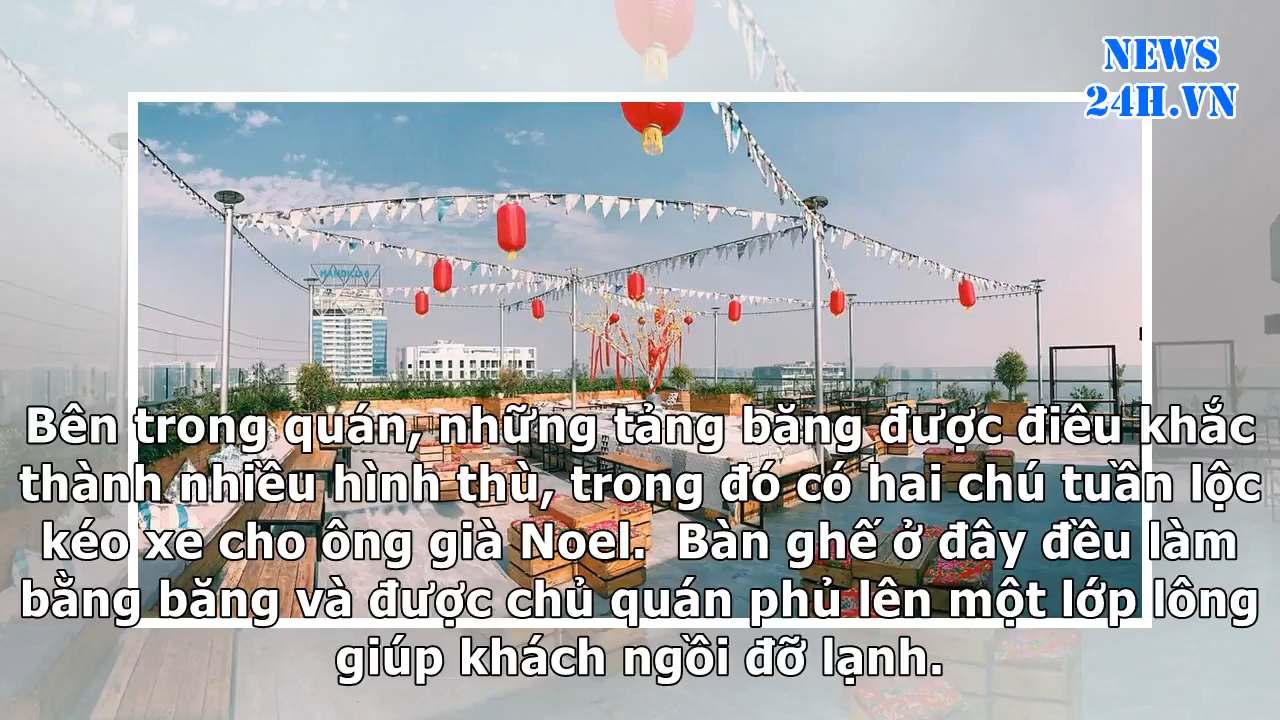 NEWS
24H.VN
HANDICO6
Bên trong quán, những tảng băng được điêu khắc
thành nhiều hình thù, trong đó có hai chú tuần lộc
kéo xe cho ông già Noel.  Bàn ghế ở đây đều làm
bằng băng và được chủ quán phủ lên một lớp lông
giúp khách ngồi đỡ lạnh.